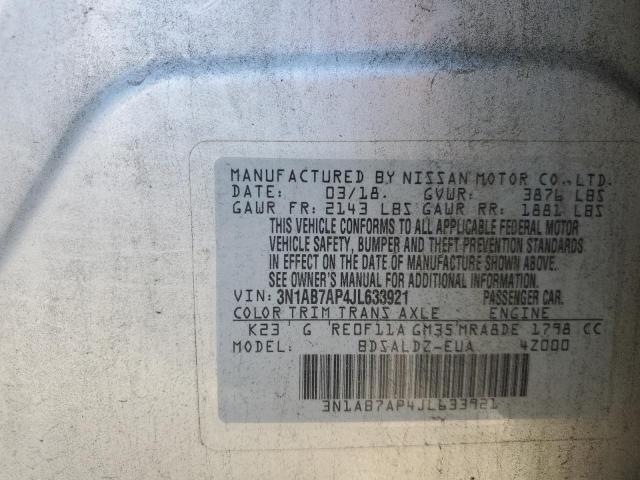 MANUFACTURED BY NISSAN MOTOR CO.,LTD.
DATE: 03/18. GVWR: 3876 LBS
GAWR FR: 2143 LBS GAWR RR: 1881 LBS
THIS VEHICLE CONFORMS TO ALL APPLICABLE FEDERAL MOTOR
VEHICLE SAFETY, BUMPER AND THEFT PREVENTION STANDARDS
IN EFFECT ON THE DATE OF MANUFACTURE SHOWN ABOVE.
SEE OWNER'S MANUAL FOR ADDITIONAL INFORMATION.
VIN: 3N1AB7AP4JL633921 PASSENGER CAR.
COLOR TRIM TRANS AXLE ENGINE
K23 G RE0F11A GM35 MRA8DE 1798 CC
MODEL: BDSALDZ-EUA 4Z000
3N1AB7AP4JL633921